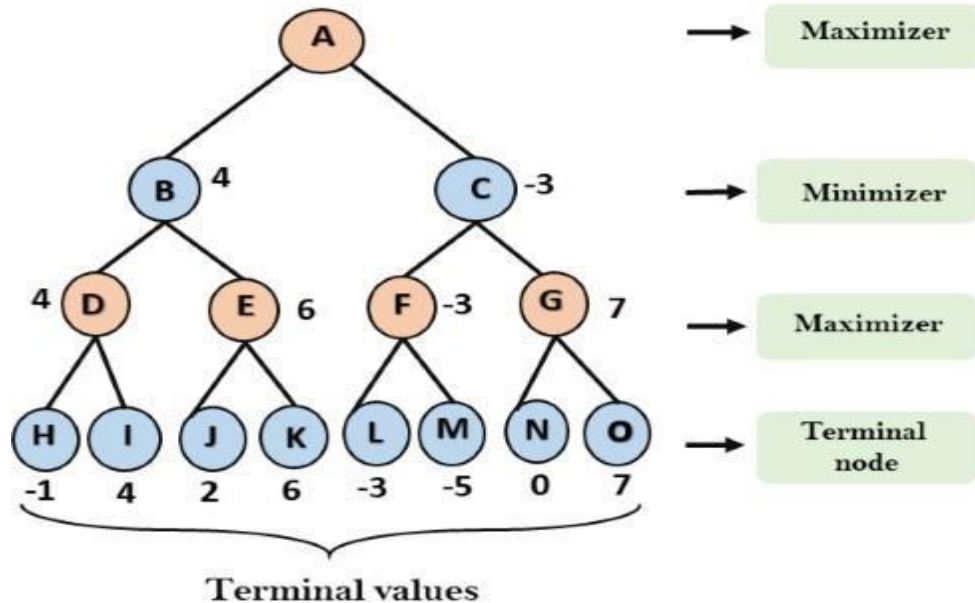 A
Maximizer
B 4
C -3
Minimizer
4 D
E 6
F -3
G 7
Maximizer
H I J K L M N O
Terminal
node
-1 4 2 6 -3 -5 0 7
Terminal values